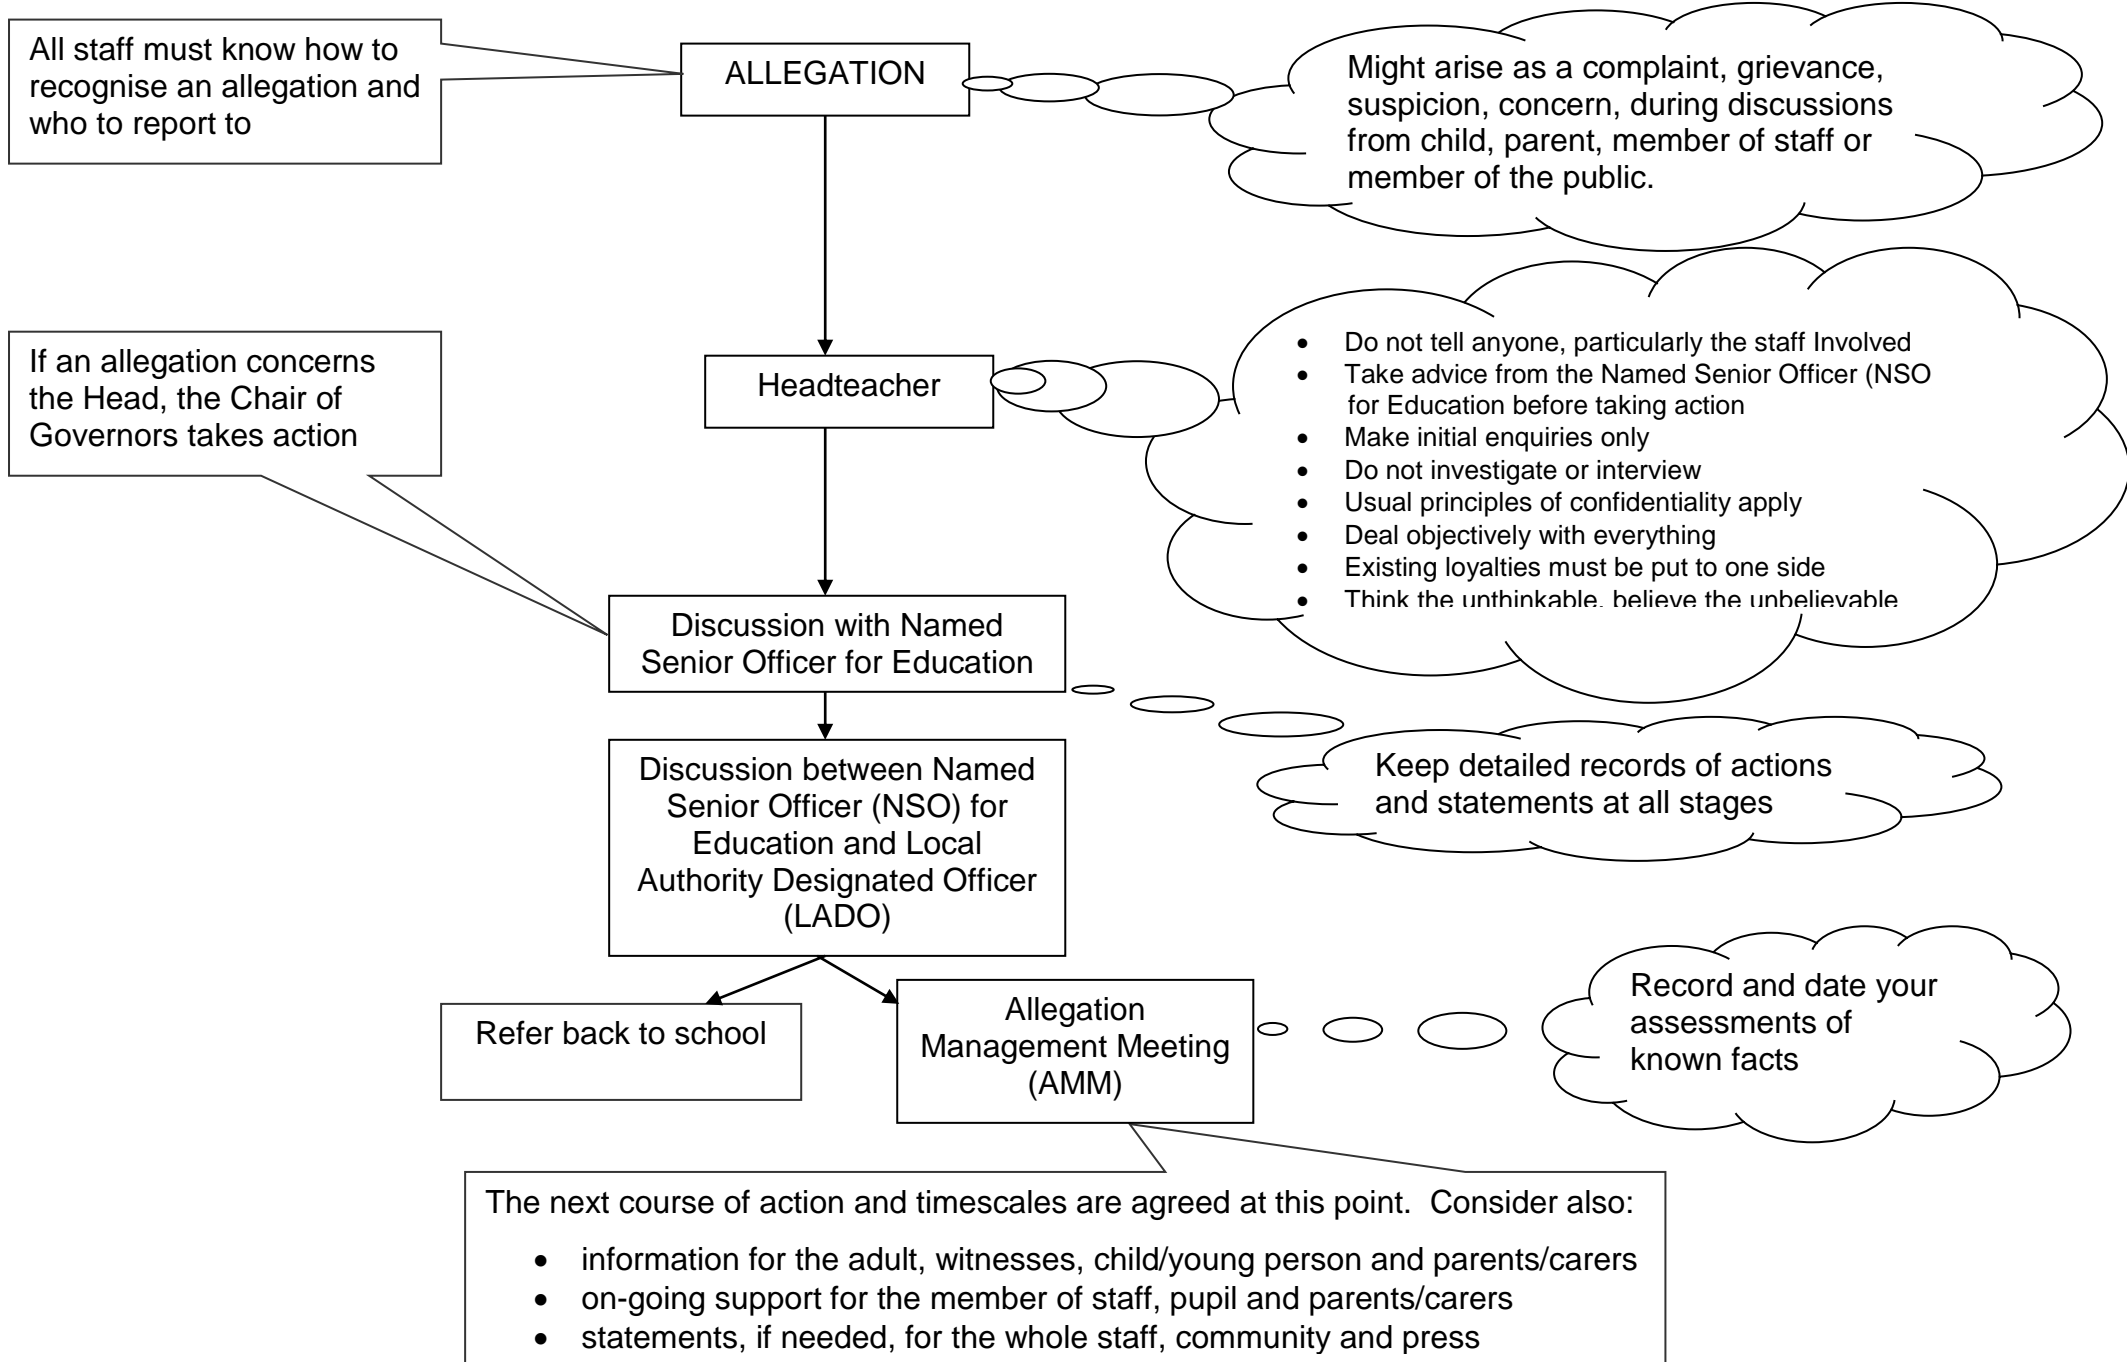 All staff must know how to
recognise an allegation and
who to report to
ALLEGATION
Might arise as a complaint, grievance,
suspicion, concern, during discussions
from child, parent, member of staff or
member of the public.
If an allegation concerns
the Head, the Chair of
Governors takes action
Headteacher
• Do not tell anyone, particularly the staff Involved
• Take advice from the Named Senior Officer (NSO
for Education before taking action
• Make initial enquiries only
• Do not investigate or interview
• Usual principles of confidentiality apply
• Deal objectively with everything
• Existing loyalties must be put to one side
• Think the unthinkable, believe the unbelievable
Discussion with Named
Senior Officer for Education
Keep detailed records of actions
and statements at all stages
Discussion between Named
Senior Officer (NSO) for
Education and Local
Authority Designated Officer
(LADO)
Refer back to school
Allegation
Management Meeting
(AMM)
Record and date your
assessments of
known facts
The next course of action and timescales are agreed at this point.  Consider also:
• information for the adult, witnesses, child/young person and parents/carers
• on-going support for the member of staff, pupil and parents/carers
• statements, if needed, for the whole staff, community and press